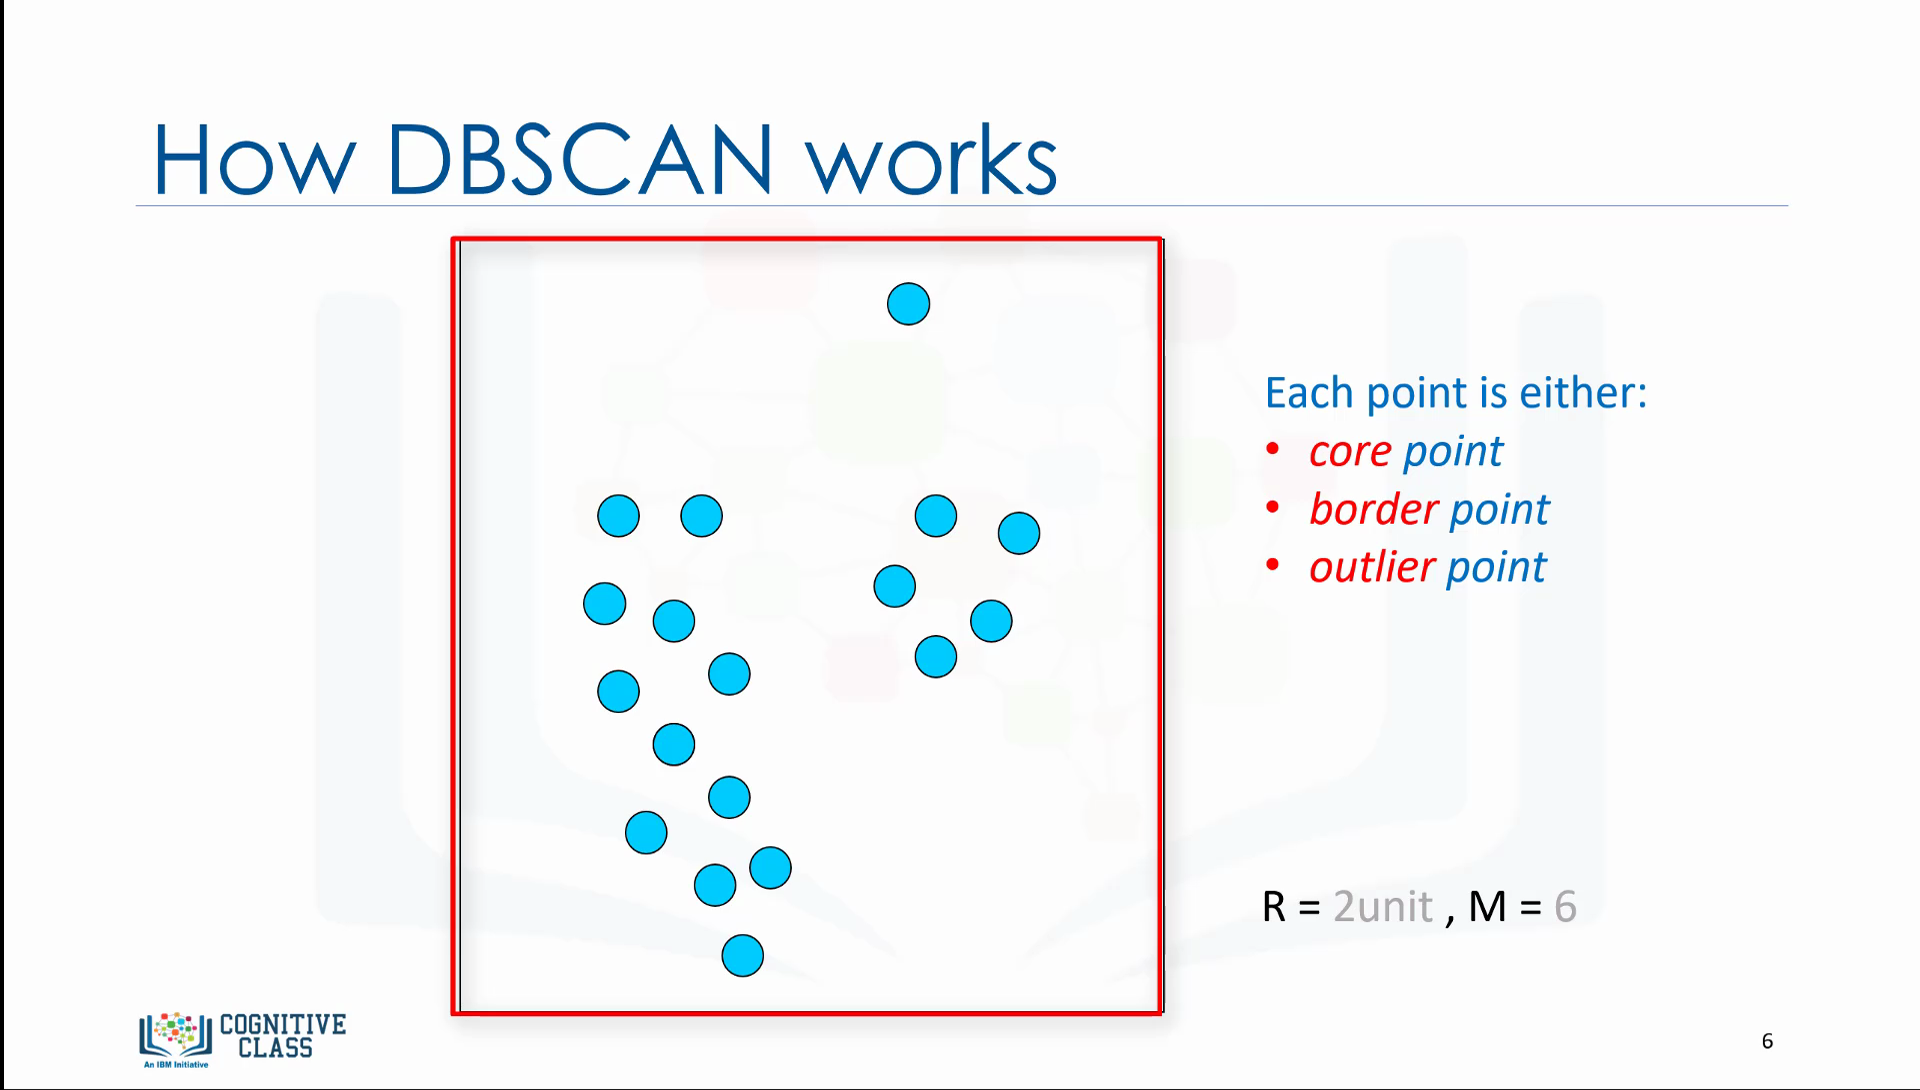 How DBSCAN works
Each point is either:
• core point
• border point
• outlier point
R = 2unit , M = 6
COGNITIVE
CLASS
An IBM Initiative
6